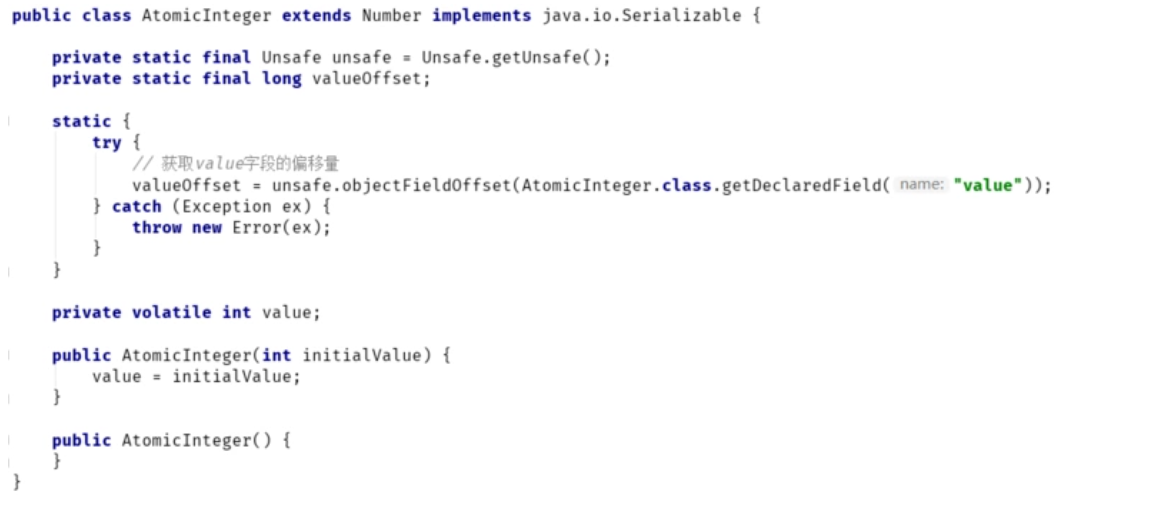 public class AtomicInteger extends Number implements java.io.Serializable {
private static final Unsafe unsafe = Unsafe.getUnsafe();
private static final long valueOffset;
static {
try {
// 获取value字段的偏移量
valueOffset = unsafe.objectFieldOffset(AtomicInteger.class.getDeclaredField( name: "value"));
} catch (Exception ex) {
throw new Error(ex);
}
}
private volatile int value;
public AtomicInteger(int initialValue) {
value = initialValue;
}
public AtomicInteger() {
}
}